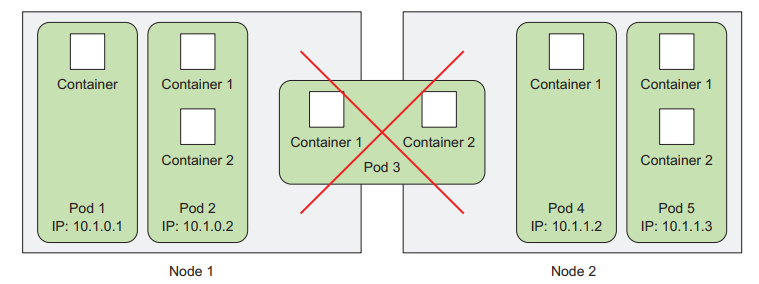 Container
Pod 1
IP: 10.1.0.1
Container 1
Container 2
Pod 2
IP: 10.1.0.2
Node 1
Container 1
Container 2
Pod 3
Container 1
Pod 4
IP: 10.1.1.2
Container 1
Container 2
Pod 5
IP: 10.1.1.3
Node 2